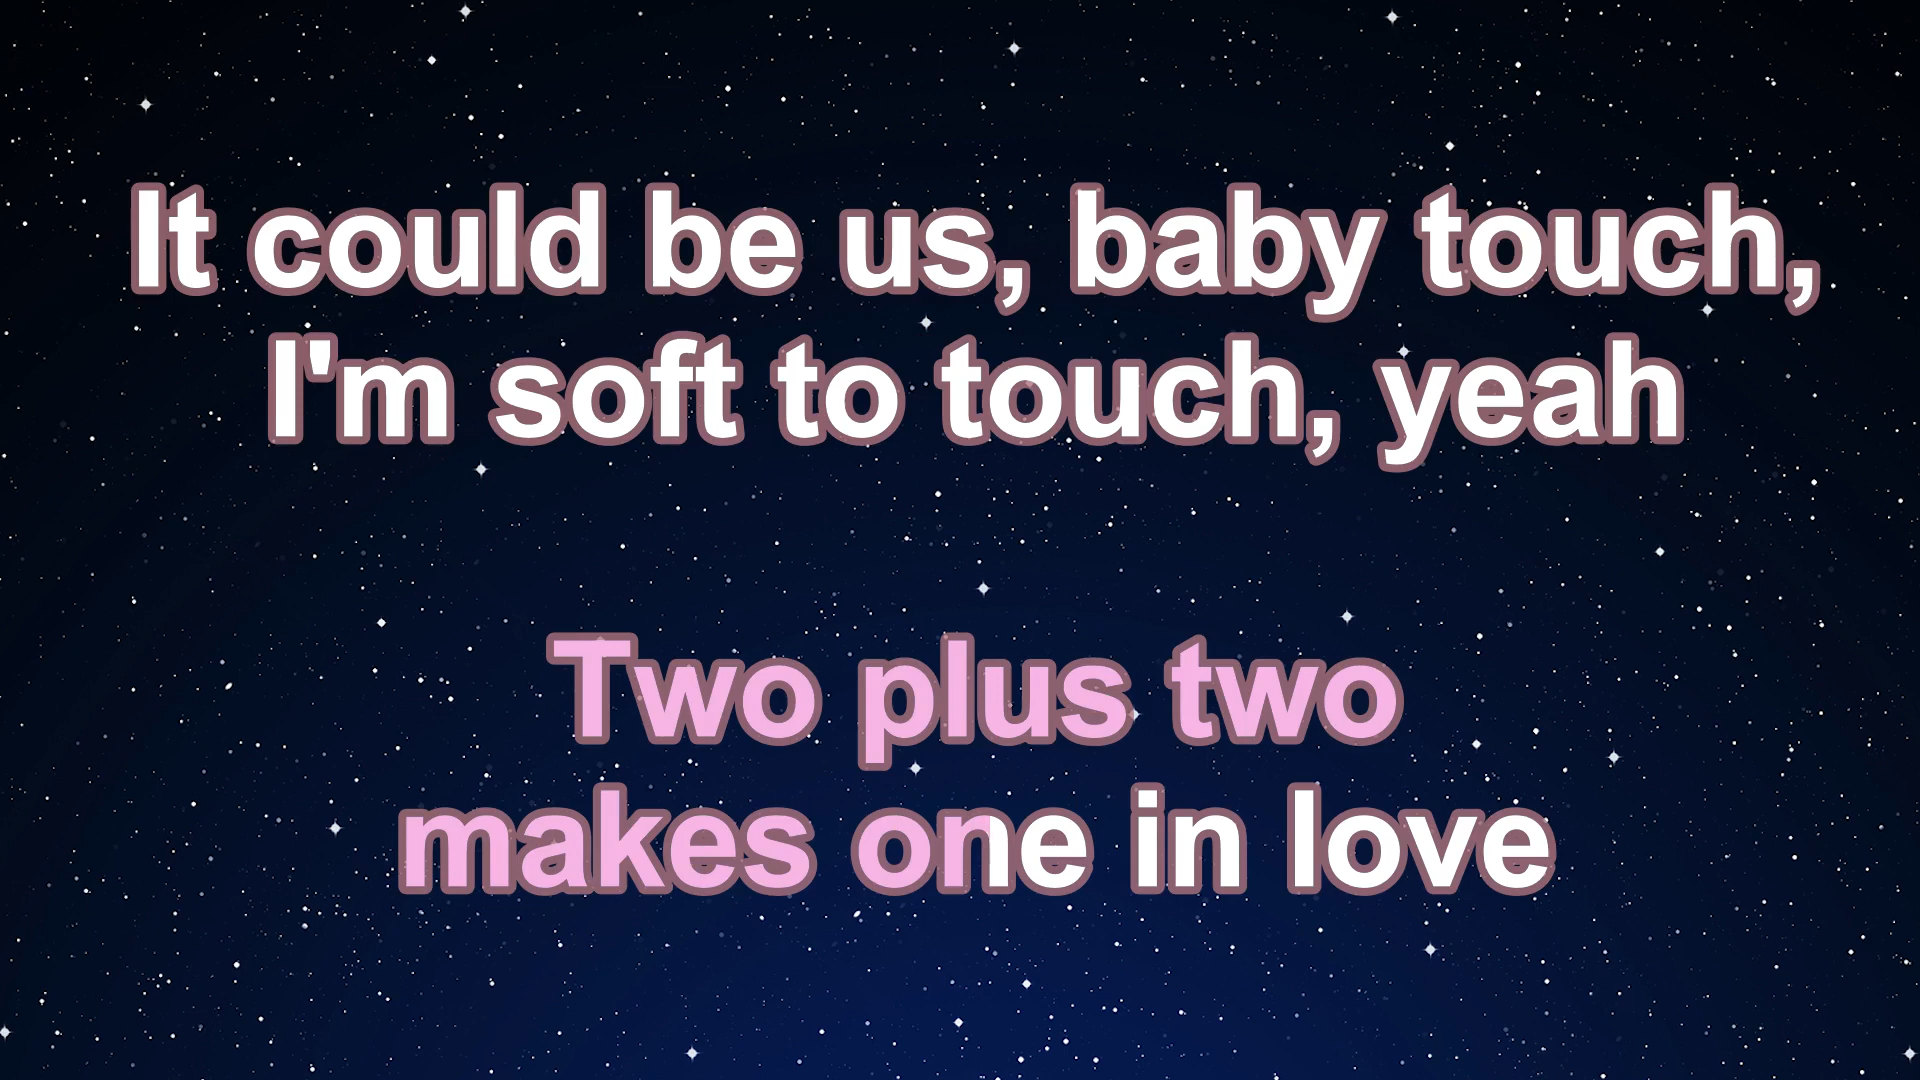 It could be us, baby touch,
I'm soft to touch, yeah
Two plus two
makes one in love